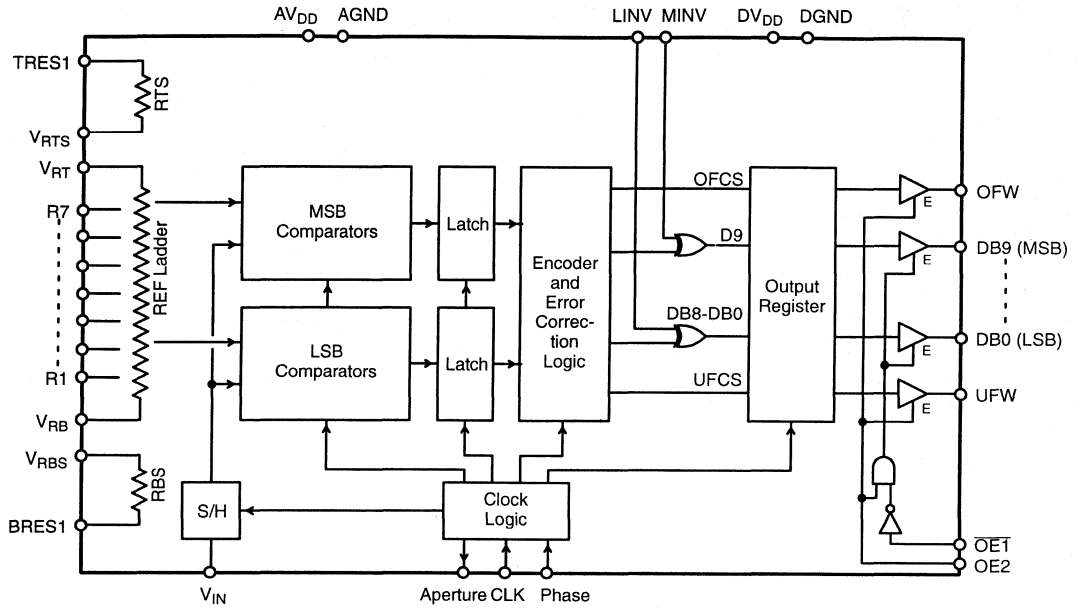 AVDD AGND LINV MINV DVDD DGND
TRES1
RTS
VRTS
VRT
R7
REF Ladder
R1
VRB
VRBS
RBS
BRES1
MSB
Comparators
Latch
LSB
Comparators
Latch
Encoder
and
Error
Correc-
tion
Logic
OFCS
D9
DB8-DB0
UFCS
Output
Register
E
OFW
E
DB9 (MSB)
E
DB0 (LSB)
E
UFW
S/H
Clock
Logic
OE1
OE2
VIN
Aperture CLK Phase